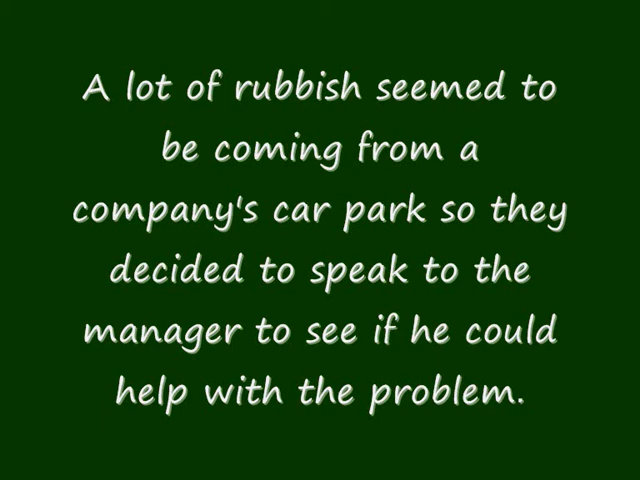 A lot of rubbish seemed to
be coming from a
company's car park so they
decided to speak to the
manager to see if he could
help with the problem.